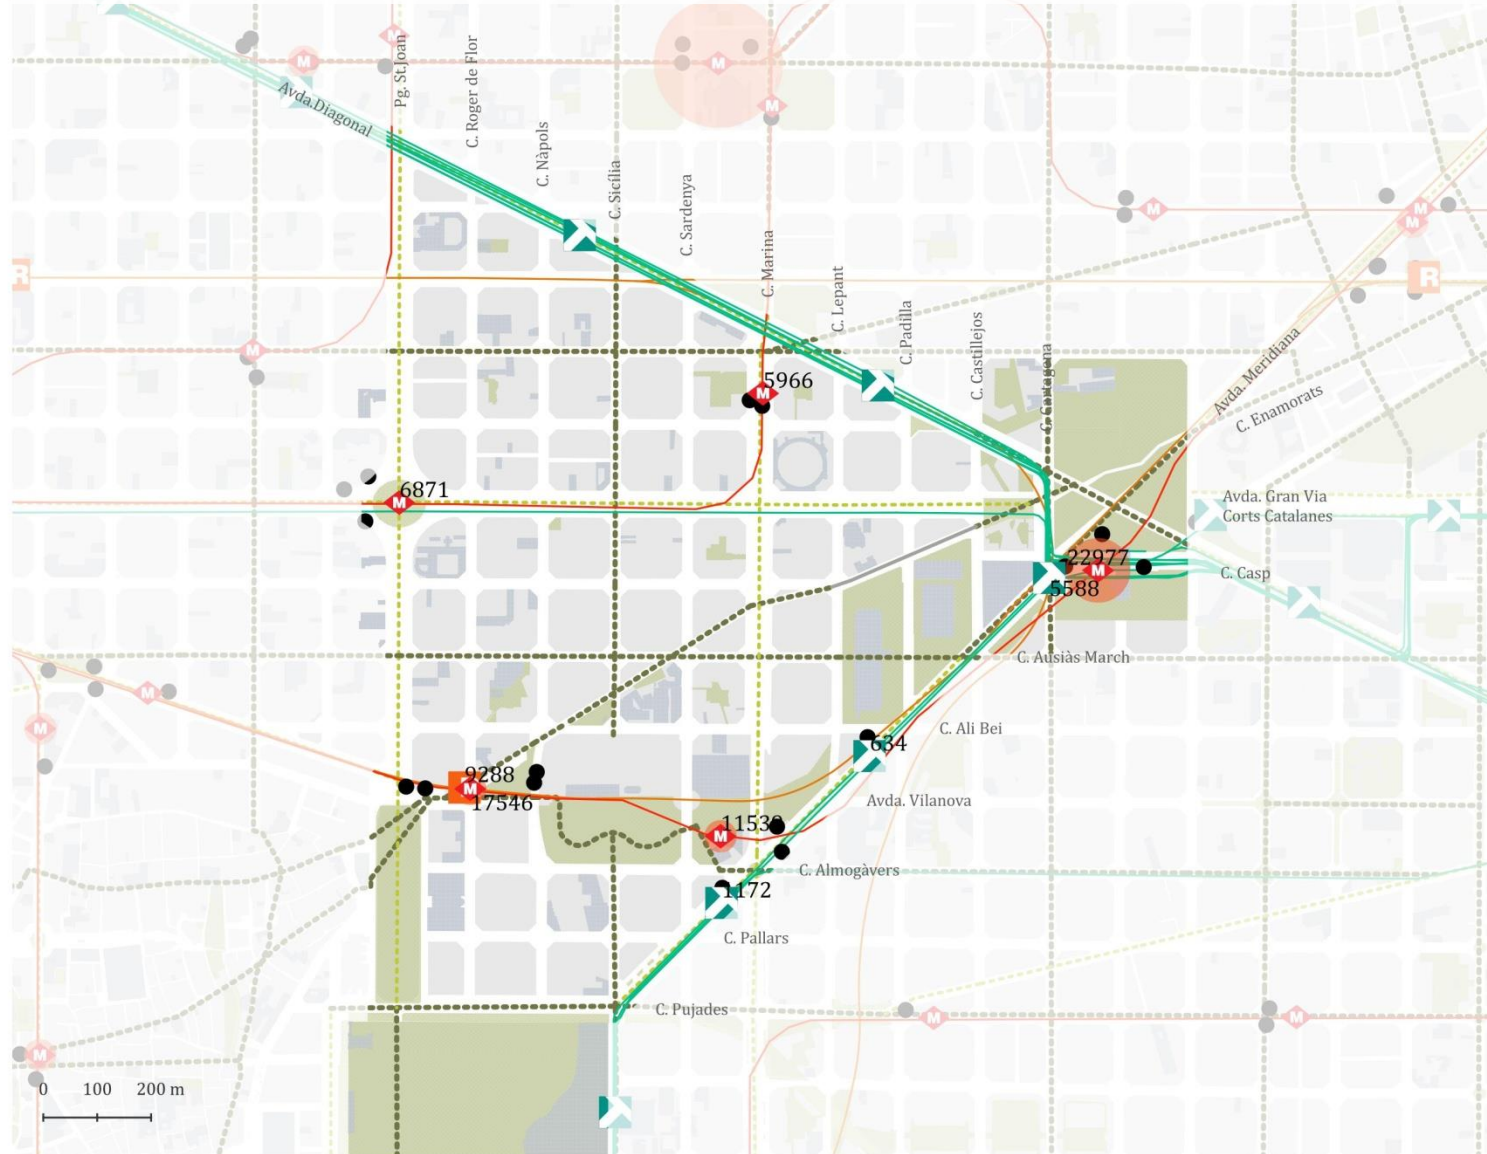 M
Pg. St.Joan
C. Roger de Flor
M
M
Avda.Diagonal
M
C. Nàpols
C. Sicília
C. Sardenya
C. Marina
M
M
M
R
C. Lepant
R
C. Padilla
C. Castillejos
C. Cartagena
Avda. Meridiana
M
5966
M
C. Enamorats
6871
M
Avda. Gran Via
Corts Catalanes
22977
M
5588
C. Casp
C. Ausiàs March
M
M
C. Ali Bei
634
9288
M
17546
Avda. Vilanova
11539
M
C. Almogàvers
1172
C. Pallars
C. Pujades
M
M
M
0 100 200 m